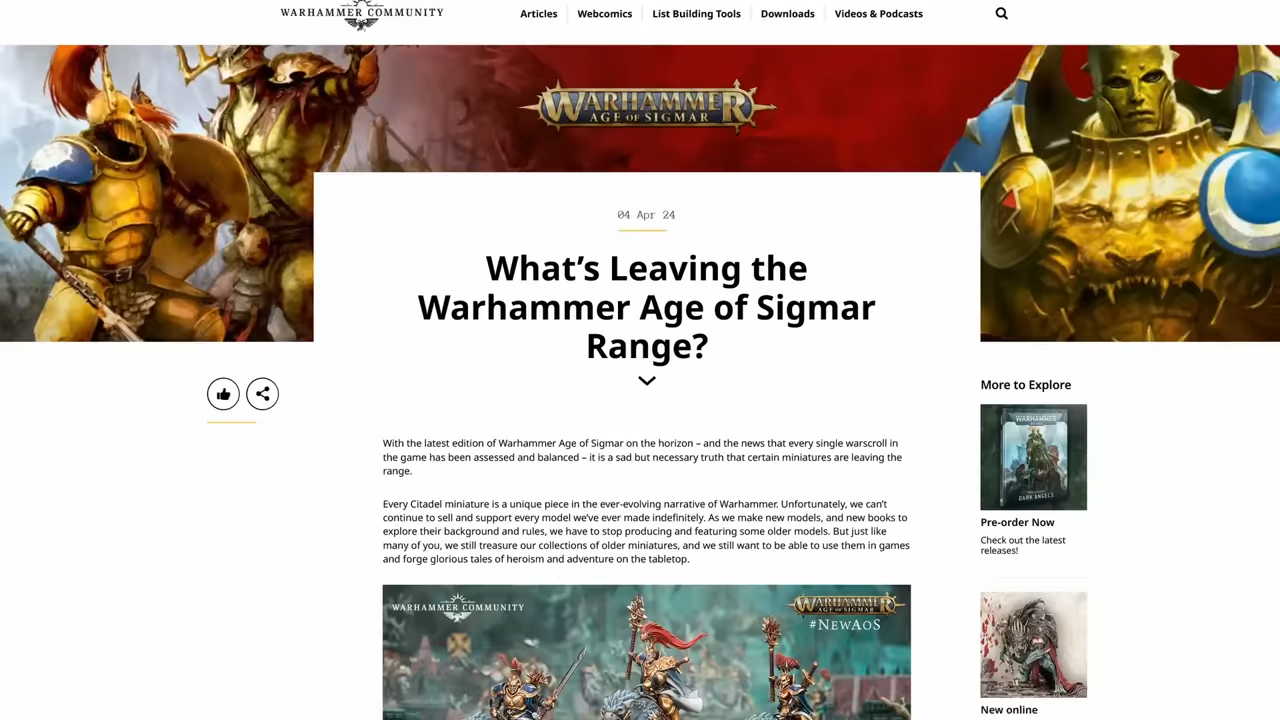 WARHAMMER COMMUNITY
Articles
Webcomics
List Building Tools
Downloads
Videos & Podcasts
WARHAMMER
AGE OF SIGMAR
04 Apr 24
What’s Leaving the
Warhammer Age of Sigmar
Range?
With the latest edition of Warhammer Age of Sigmar on the horizon – and the news that every single warscroll in
the game has been assessed and balanced – it is a sad but necessary truth that certain miniatures are leaving the
range.
Every Citadel miniature is a unique piece in the ever-evolving narrative of Warhammer. Unfortunately, we can’t
continue to sell and support every model we’ve ever made indefinitely. As we make new models, and new books to
explore their background and rules, we have to stop producing and featuring some older models. But just like
many of you, we still treasure our collections of older miniatures, and we still want to be able to use them in games
and forge glorious tales of heroism and adventure on the tabletop.
WARHAMMER COMMUNITY
WARHAMMER
AGE OF SIGMAR
#NEWAOS
More to Explore
WARHAMMER
DARK ANGELS
Pre-order Now
Check out the latest
releases!
New online